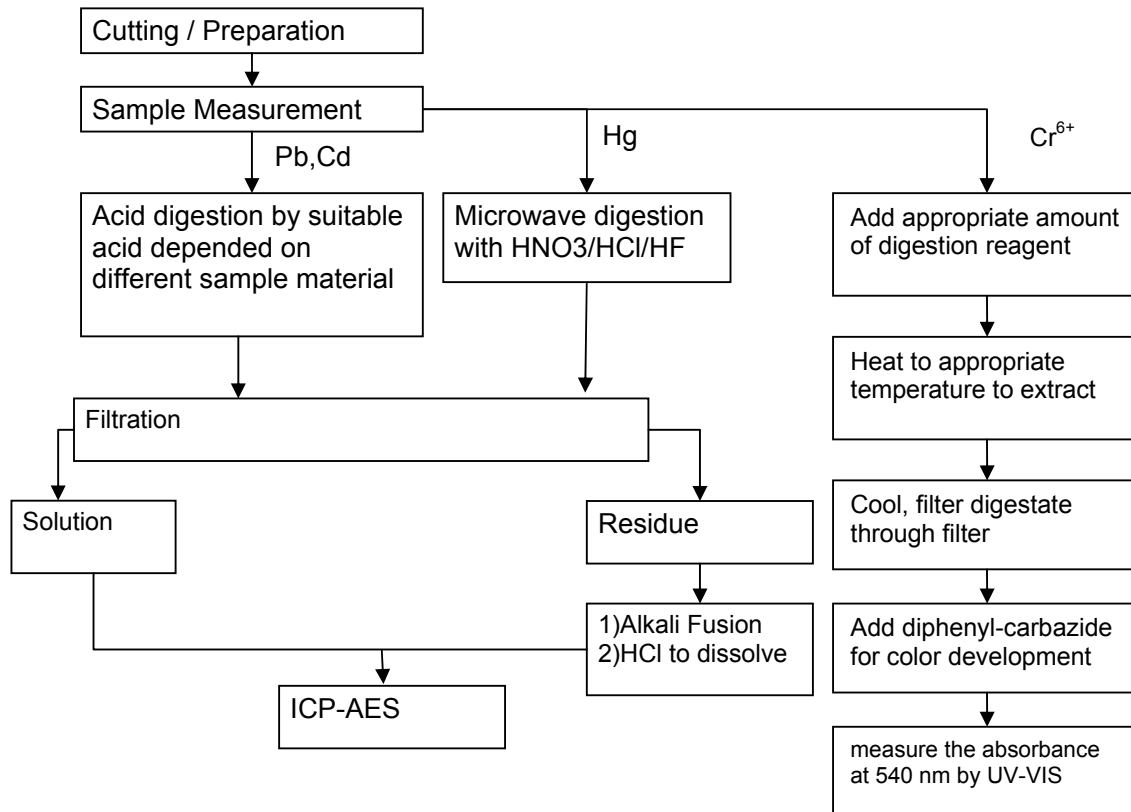 Cutting / Preparation
Sample Measurement
Pb,Cd
Hg
Cr6+
Acid digestion by suitable
acid depended on
different sample material
Microwave digestion
with HNO3/HCl/HF
Add appropriate amount
of digestion reagent
Heat to appropriate
temperature to extract
Filtration
Solution
Residue
Cool, filter digestate
through filter
1)Alkali Fusion
2)HCl to dissolve
Add diphenyl-carbazide
for color development
ICP-AES
measure the absorbance
at 540 nm by UV-VIS